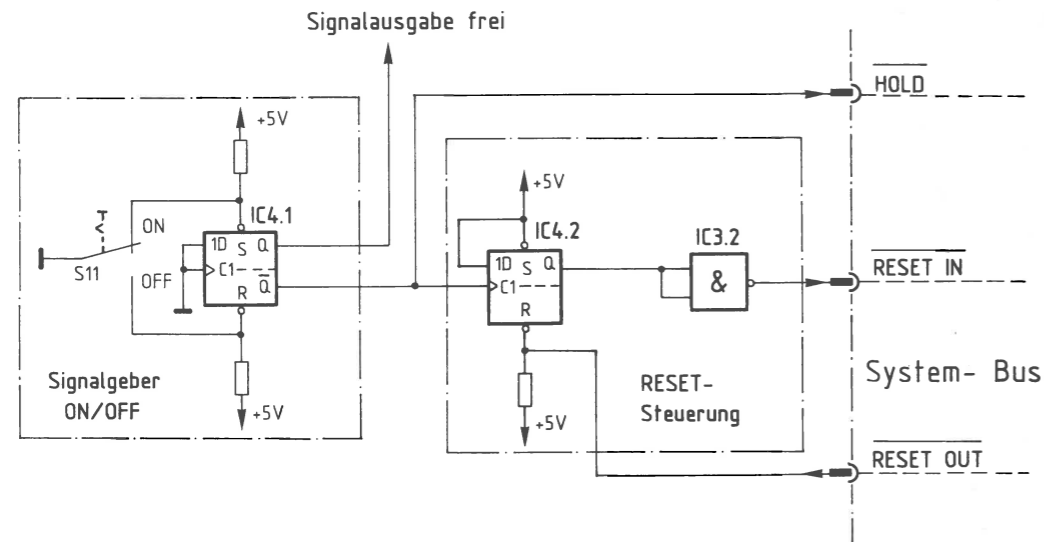 Signalausgabe frei
HOLD
+5V
IC4.1
ON
S11
OFF
1D S Q
C1
R Q
+5V
Signalgeber
ON/OFF
+5V
IC4.2
1D S Q
C1
R
+5V
IC3.2
&
RESET-
Steuerung
RESET IN
System- Bus
RESET OUT